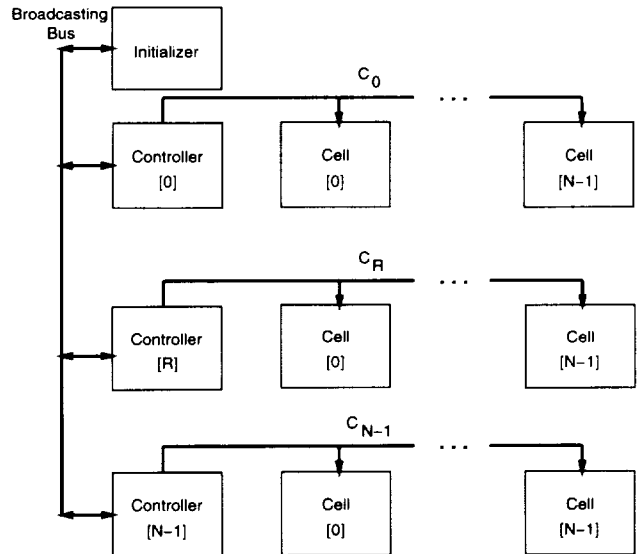 Broadcasting
Bus
Initializer
C0
...
Controller
[0]
Cell
[0}
Cell
[N-1]
CR
...
Controller
[R]
Cell
[0]
Cell
[N-1]
CN-1
...
Controller
[N-1]
Cell
[0]
Cell
[N-1}